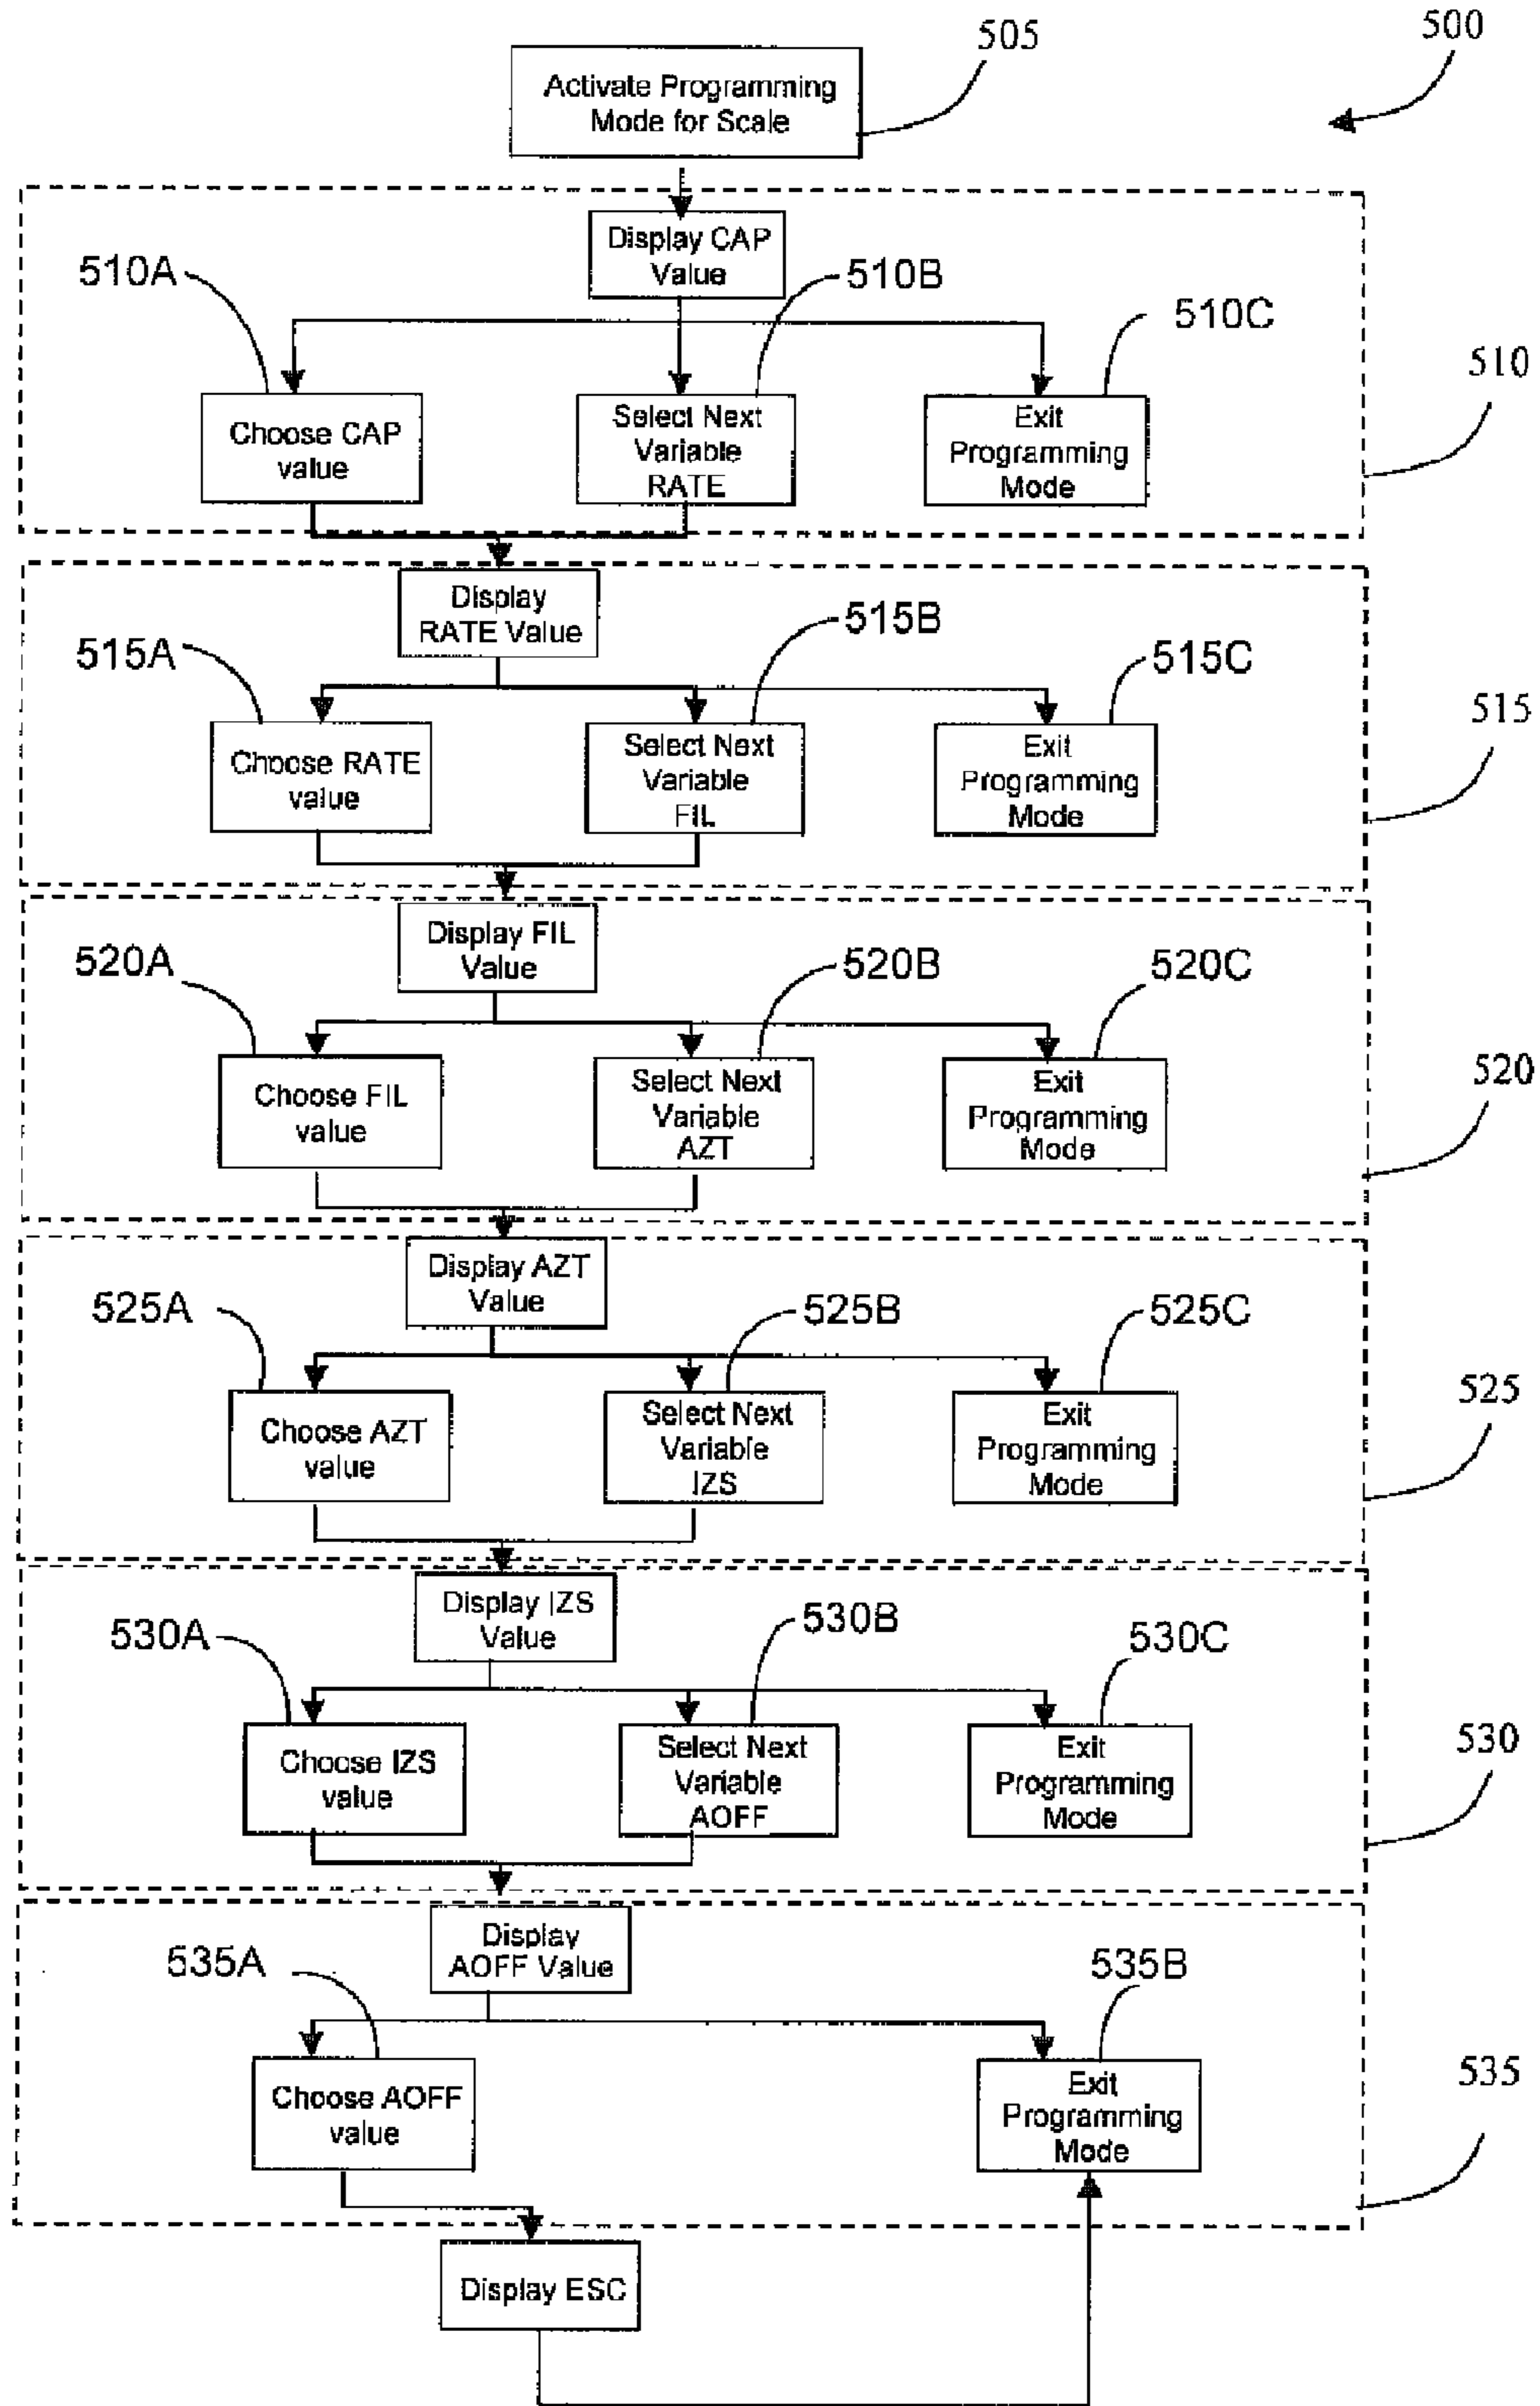 505
500
Activate Programming
Mode for Scale
Display CAP
Value
510A
510B
510C
510
Choose CAP
value
Select Next
Variable
RATE
Exit
Programming
Mode
Display
RATE Value
515A
515B
515C
515
Choose RATE
value
Select Next
Variable
FIL
Exit
Programming
Mode
Display FIL
Value
520A
520B
520C
520
Choose FIL
value
Select Next
Variable
AZT
Exit
Programming
Mode
Display AZT
Value
525A
525B
525C
525
Choose AZT
value
Select Next
Variable
IZS
Exit
Programming
Mode
Display IZS
Value
530A
530B
530C
530
Choose IZS
value
Select Next
Variable
AOFF
Exit
Programming
Mode
Display
AOFF Value
535A
535B
535
Choose AOFF
value
Exit
Programming
Mode
Display ESC